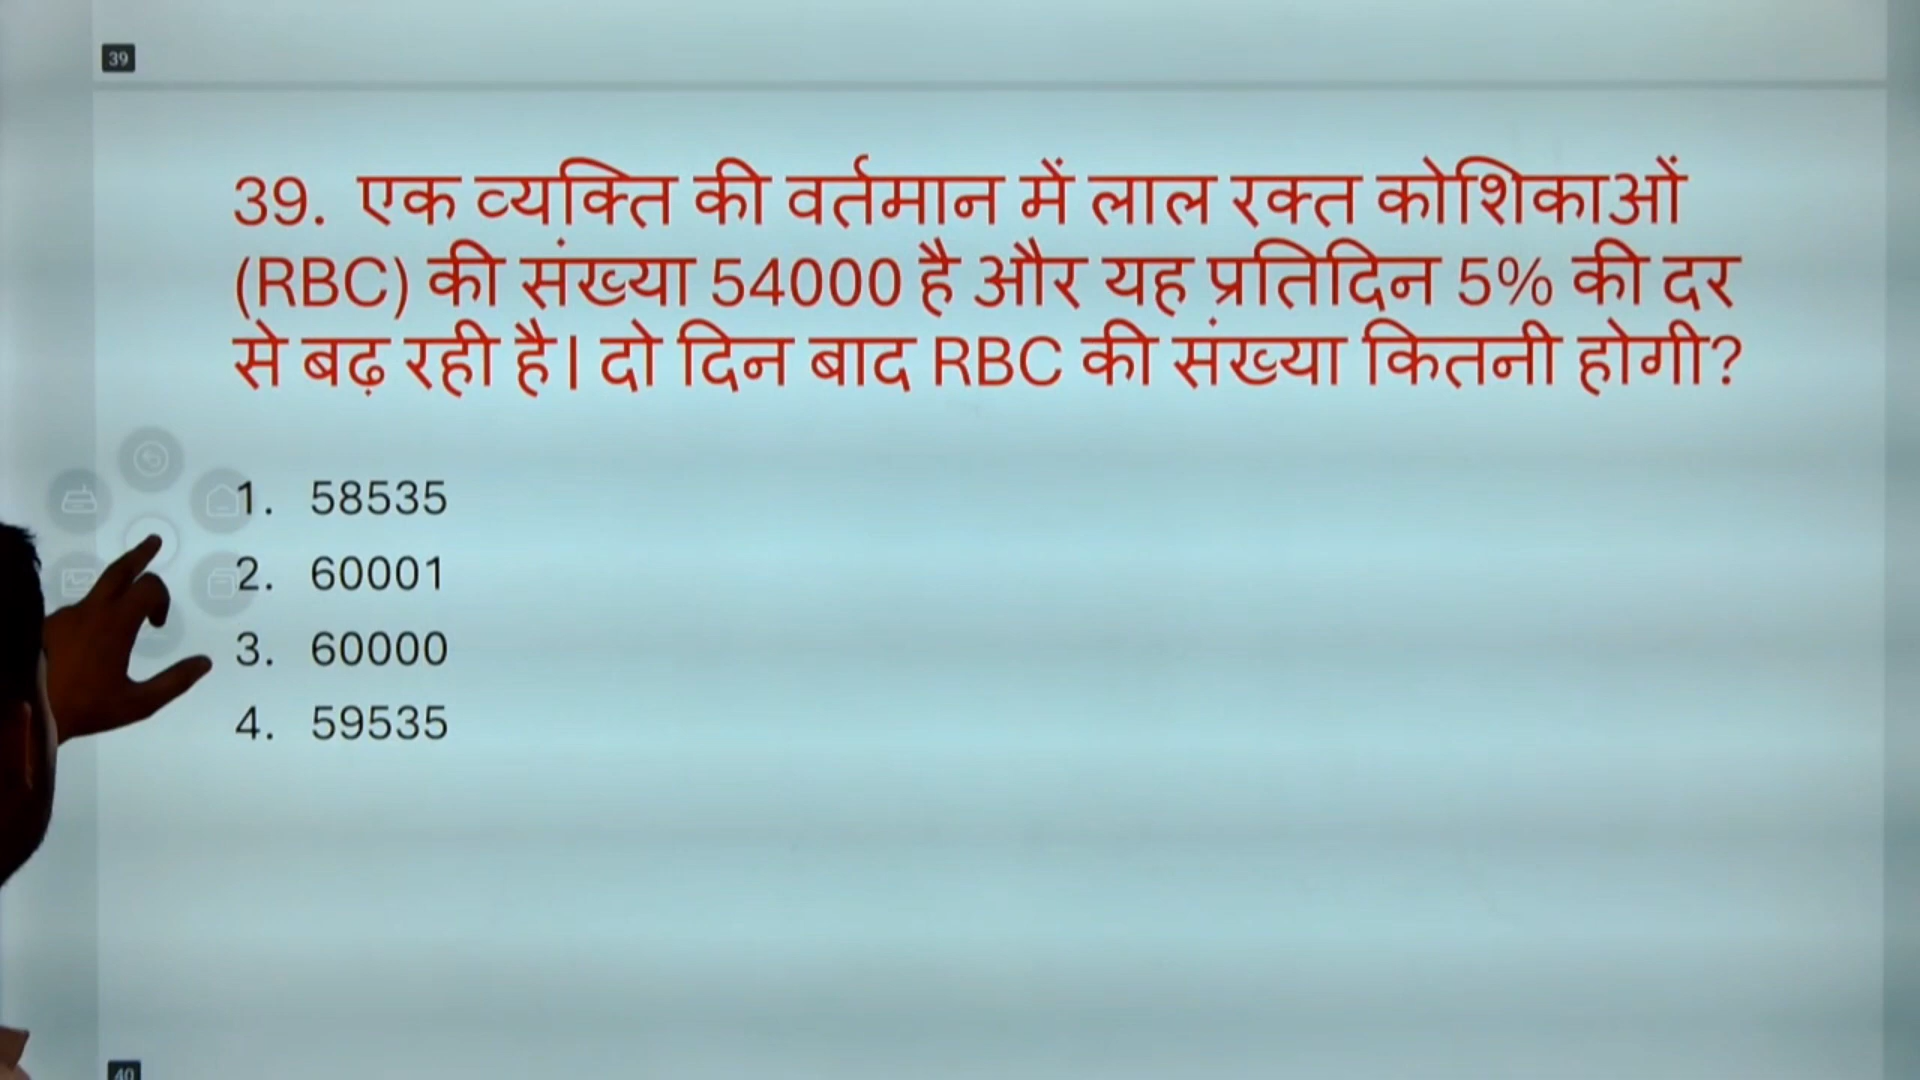 39
39. एक व्यक्ति की वर्तमान में लाल रक्त कोशिकाओं
(RBC) की संख्या 54000 है और यह प्रतिदिन 5% की दर
से बढ़ रही है। दो दिन बाद RBC की संख्या कितनी होगी?
1. 58535
2. 60001
3. 60000
4. 59535
40